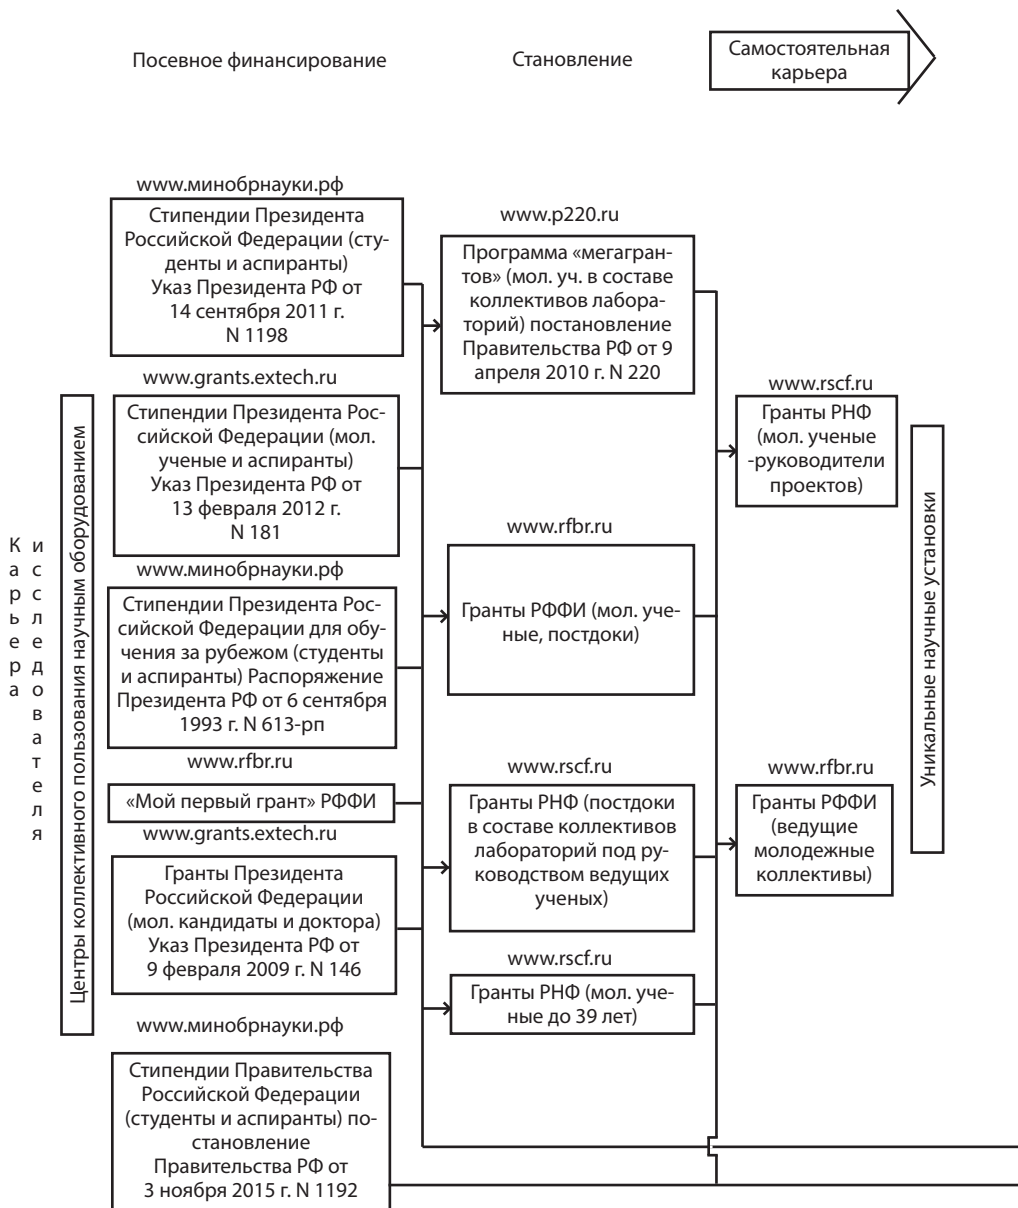 Посевное финансирование
Становление
Самостоятельная
карьера
Карьера
исследователя
Центры коллективного пользования научным оборудованием
www.минобрнауки.рф
Стипендии Президента
Российской Федерации (сту-
денты и аспиранты)
Указ Президента РФ от
14 сентября 2011 г.
N 1198
www.grants.extech.ru
Стипендии Президента Рос-
сийской Федерации (мол.
ученые и аспиранты)
Указ Президента РФ от
13 февраля 2012 г.
N 181
www.минобрнауки.рф
Стипендии Президента Рос-
сийской Федерации для обу-
чения за рубежом (студенты
и аспиранты) Распоряжение
Президента РФ от 6 сентября
1993 г. N 613-рп
www.rfbr.ru
«Мой первый грант» РФФИ
www.grants.extech.ru
Гранты Президента
Российской Федерации
(мол. кандидаты и доктора)
Указ Президента РФ от
9 февраля 2009 г. N 146
www.минобрнауки.рф
Стипендии Правительства
Российской Федерации
(студенты и аспиранты) по-
становление
Правительства РФ от
3 ноября 2015 г. N 1192
www.p220.ru
Программа «мегагран-
тов» (мол. уч. в составе
коллективов лабора-
торий) постановление
Правительства РФ от 9
апреля 2010 г. N 220
www.rfbr.ru
Гранты РФФИ (мол. уче-
ные, постдоки)
www.rscf.ru
Гранты РНФ (постдоки
в составе коллективов
лабораторий под ру-
ководством ведущих
ученых)
www.rscf.ru
Гранты РНФ (мол. уче-
ные до 39 лет)
www.rscf.ru
Гранты РНФ
(мол. ученые
-руководители
проектов)
www.rfbr.ru
Гранты РФФИ
(ведущие
молодежные
коллективы)
Уникальные научные установки